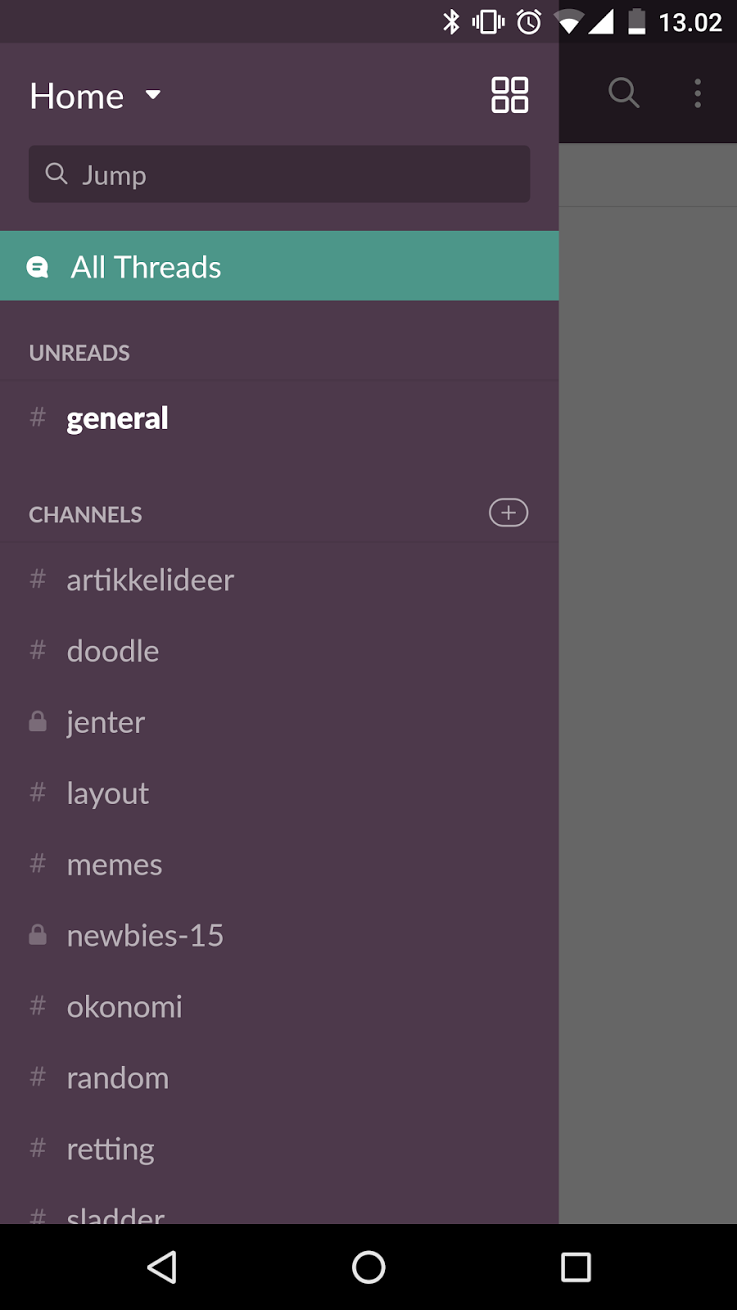 13.02
Home
Jump
All Threads
UNREADS
# general
CHANNELS
# artikkelideer
# doodle
jenter
# layout
# memes
newbies-15
# okonomi
# random
# retting
# sladder